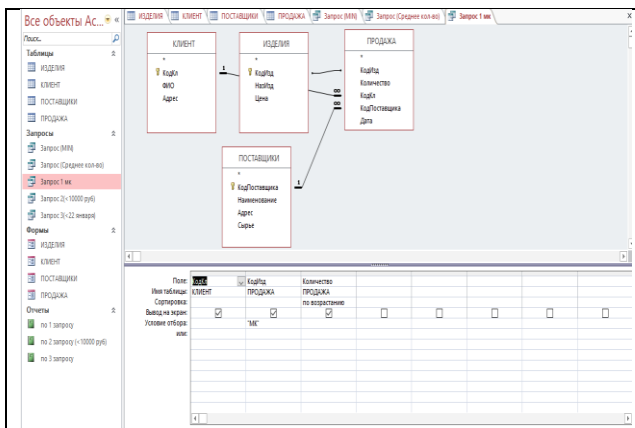 Все объекты Ac...
Поиск...
Таблицы
ИЗДЕЛИЯ
КЛИЕНТ
ПОСТАВЩИКИ
ПРОДАЖА
Запросы
Запрос (MIN)
Запрос (Среднее кол-во)
Запрос 1 мк
Запрос 2(<10000 руб)
Запрос 3(<22 января)
Формы
ИЗДЕЛИЯ
КЛИЕНТ
ПОСТАВЩИКИ
ПРОДАЖА
Отчеты
по 1 запросу
по 2 запросу (<10000 руб)
по 3 запросу
ИЗДЕЛИЯ КЛИЕНТ ПОСТАВЩИКИ ПРОДАЖА Запрос (MIN) Запрос (Среднее кол-во) Запрос 1 мк
КЛИЕНТ
*
КодКл
ФИО
Адрес
1
ИЗДЕЛИЯ
*
КодИзд
НазИзд
Цена
ПРОДАЖА
*
КодИзд
Количество
КодКл
КодПоставщика
Дата
∞
∞
ПОСТАВЩИКИ
*
КодПоставщика
Наименование
Адрес
Сырье
1
Поле: КодКл КодИзд Количество
Имя таблицы: КЛИЕНТ ПРОДАЖА ПРОДАЖА
Сортировка: по возрастанию
Вывод на экран:
Условие отбора: "МК"
или: